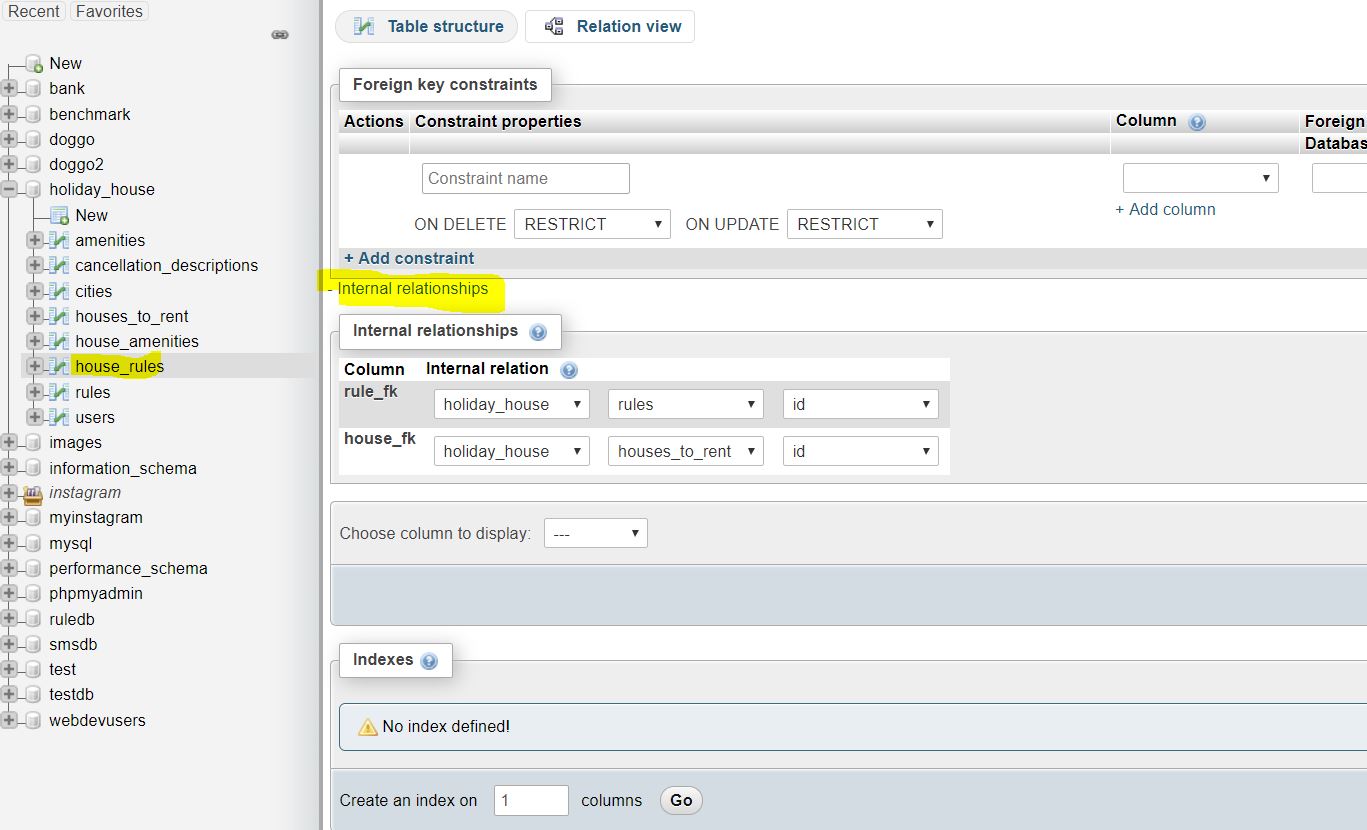 Recent Favorites
New
bank
benchmark
doggo
doggo2
holiday_house
New
amenities
cancellation_descriptions
cities
houses_to_rent
house_amenities
house_rules
rules
users
images
information_schema
instagram
myinstagram
mysql
performance_schema
phpmyadmin
ruledb
smsdb
test
testdb
webdevusers
Table structure Relation view
Foreign key constraints
Actions Constraint properties Column Foreign
Databas
Constraint name
+ Add column
ON DELETE RESTRICT ON UPDATE RESTRICT
+ Add constraint
- Internal relationships
Internal relationships
Column Internal relation
rule_fk holiday_house rules id
house_fk holiday_house houses_to_rent id
Choose column to display: ---
Indexes
No index defined!
Create an index on 1 columns Go